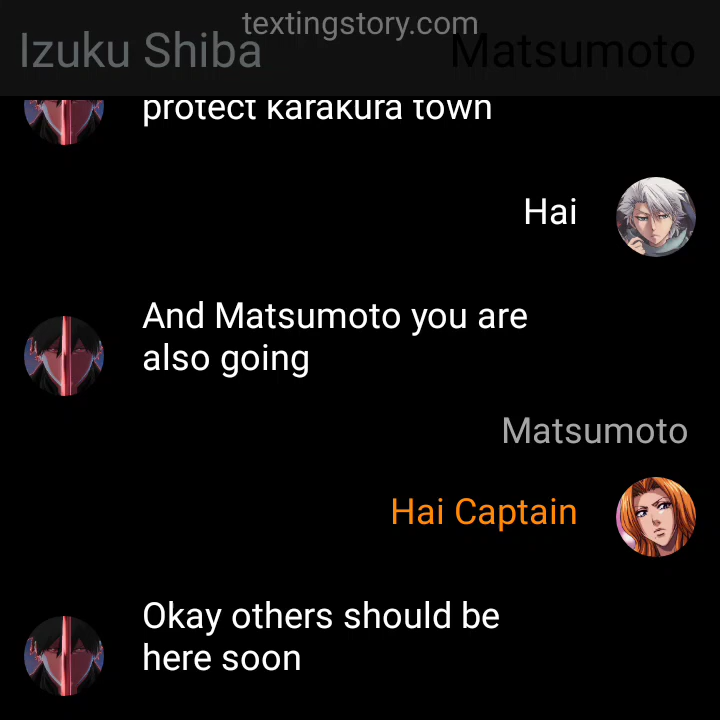 textingstory.com
Izuku Shiba
Matsumoto
protect karakura town
Hai
And Matsumoto you are
also going
Matsumoto
Hai Captain
Okay others should be
here soon